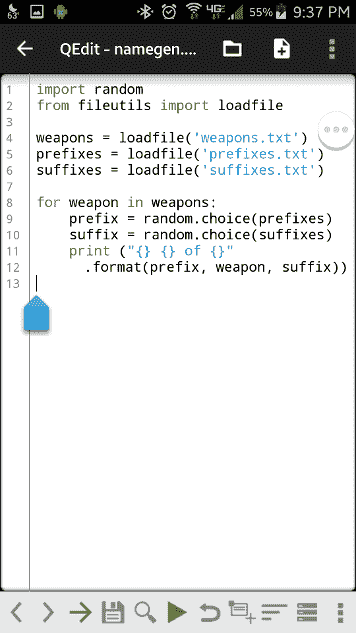 63° 4G 55% 9:37 PM
QEdit - namegen....
1 import random
2 from fileutils import loadfile
3
4 weapons = loadfile('weapons.txt')
5 prefixes = loadfile('prefixes.txt')
6 suffixes = loadfile('suffixes.txt')
7
8 for weapon in weapons:
9     prefix = random.choice(prefixes)
10     suffix = random.choice(suffixes)
11     print ("{} {} of {}"
12       .format(prefix, weapon, suffix))
13